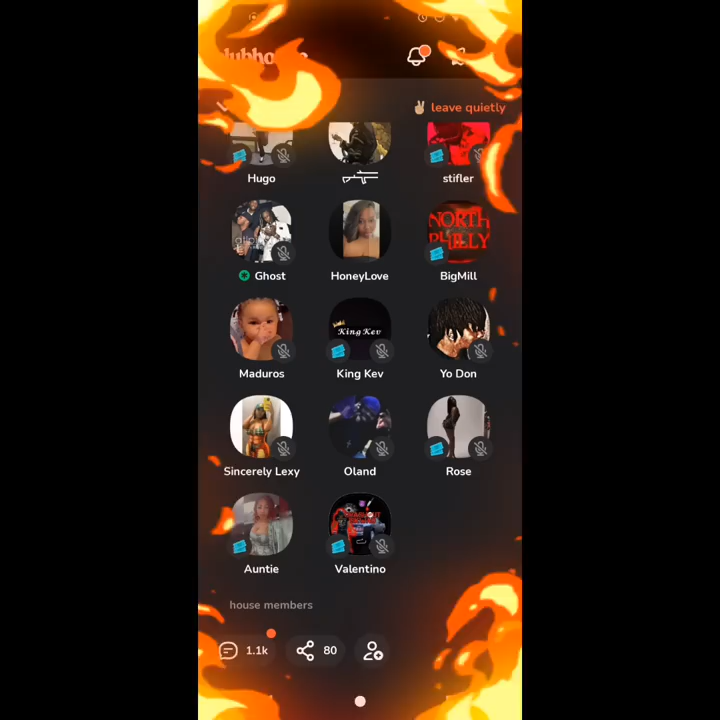 clubhouse
✌🏼 leave quietly
Hugo
stifler
NORTH
PHILLY
Ghost
HoneyLove
BigMill
King Kev
Maduros
King Kev
Yo Don
Sincerely Lexy
Oland
Rose
Auntie
Valentino
house members
1.1k
80